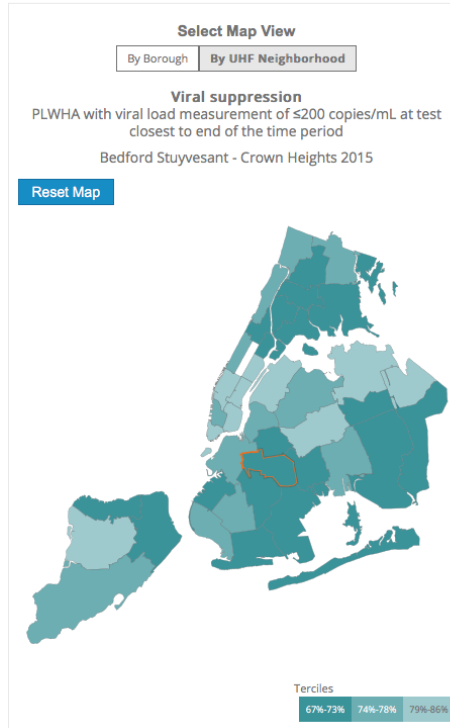 Select Map View
By Borough By UHF Neighborhood
Viral suppression
PLWHA with viral load measurement of ≤200 copies/mL at test
closest to end of the time period
Bedford Stuyvesant - Crown Heights 2015
Reset Map
Terciles
67%-73% 74%-78% 79%-86%